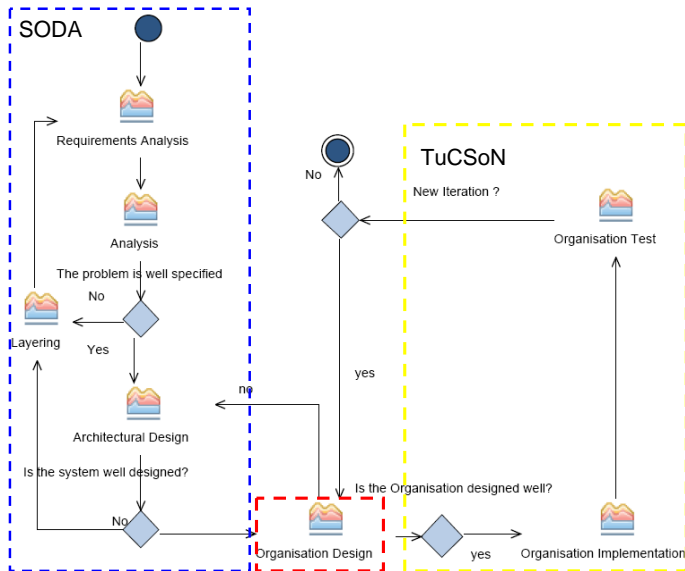 SODA
Requirements Analysis
TuCSoN
No
New Iteration ?
Analysis
Organisation Test
The problem is well specified
No
Layering
Yes
yes
no
Architectural Design
Is the system well designed?
Is the Organisation designed well?
No
Organisation Design
yes
Organisation Implementation